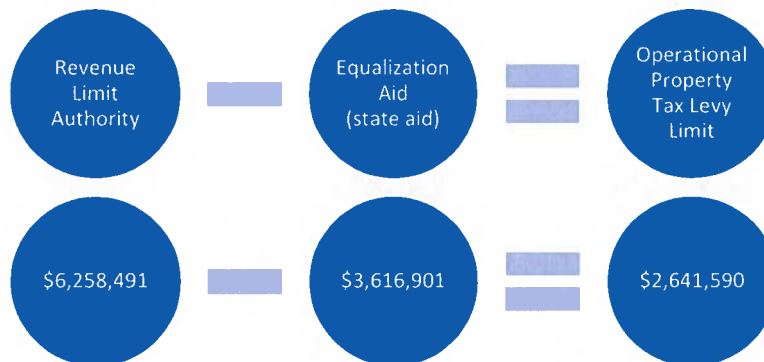 Revenue
Limit
Authority
Equalization
Aid
(state aid)
Operational
Property
Tax Levy
Limit
$6,258,491
$3,616,901
$2,641,590